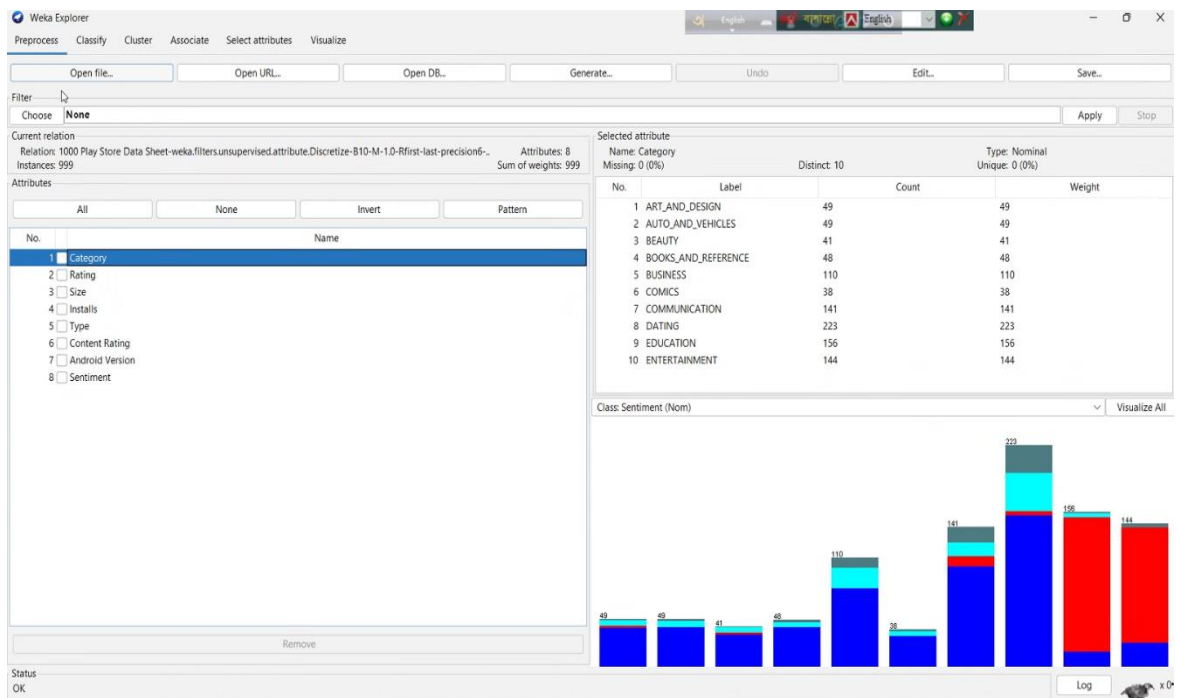 Weka Explorer
অ English বাংলা A English
Preprocess Classify Cluster Associate Select attributes Visualize
Open file... Open URL... Open DB... Generate... Undo Edit... Save...
Filter
Choose None Apply Stop
Current relation
Relation: 1000 Play Store Data Sheet-weka.filters.unsupervised.attribute.Discretize-B10-M-1.0-Rfirst-last-precision6-.. Attributes: 8
Instances: 999 Sum of weights: 999
Attributes
All None Invert Pattern
No. Name
1 Category
2 Rating
3 Size
4 Installs
5 Type
6 Content Rating
7 Android Version
8 Sentiment
Remove
Selected attribute
Name: Category Type: Nominal
Missing: 0 (0%) Distinct: 10 Unique: 0 (0%)
No. Label Count Weight
1 ART_AND_DESIGN 49 49
2 AUTO_AND_VEHICLES 49 49
3 BEAUTY 41 41
4 BOOKS_AND_REFERENCE 48 48
5 BUSINESS 110 110
6 COMICS 38 38
7 COMMUNICATION 141 141
8 DATING 223 223
9 EDUCATION 156 156
10 ENTERTAINMENT 144 144
Class: Sentiment (Nom) Visualize All
49 49 41 48 110 38 141 223 156 144
Status
OK Log x 0